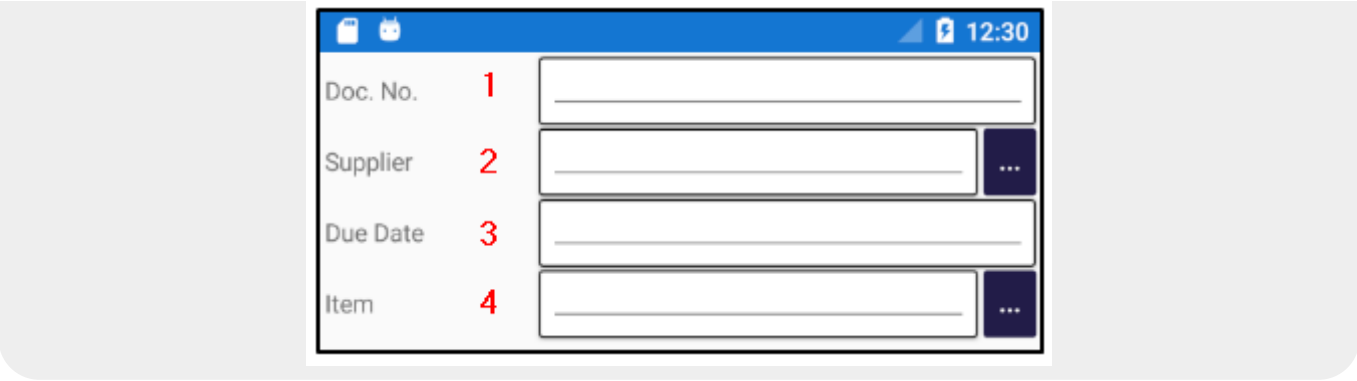 12:30
Doc. No. 1
Supplier 2 ...
Due Date 3
Item 4 ...